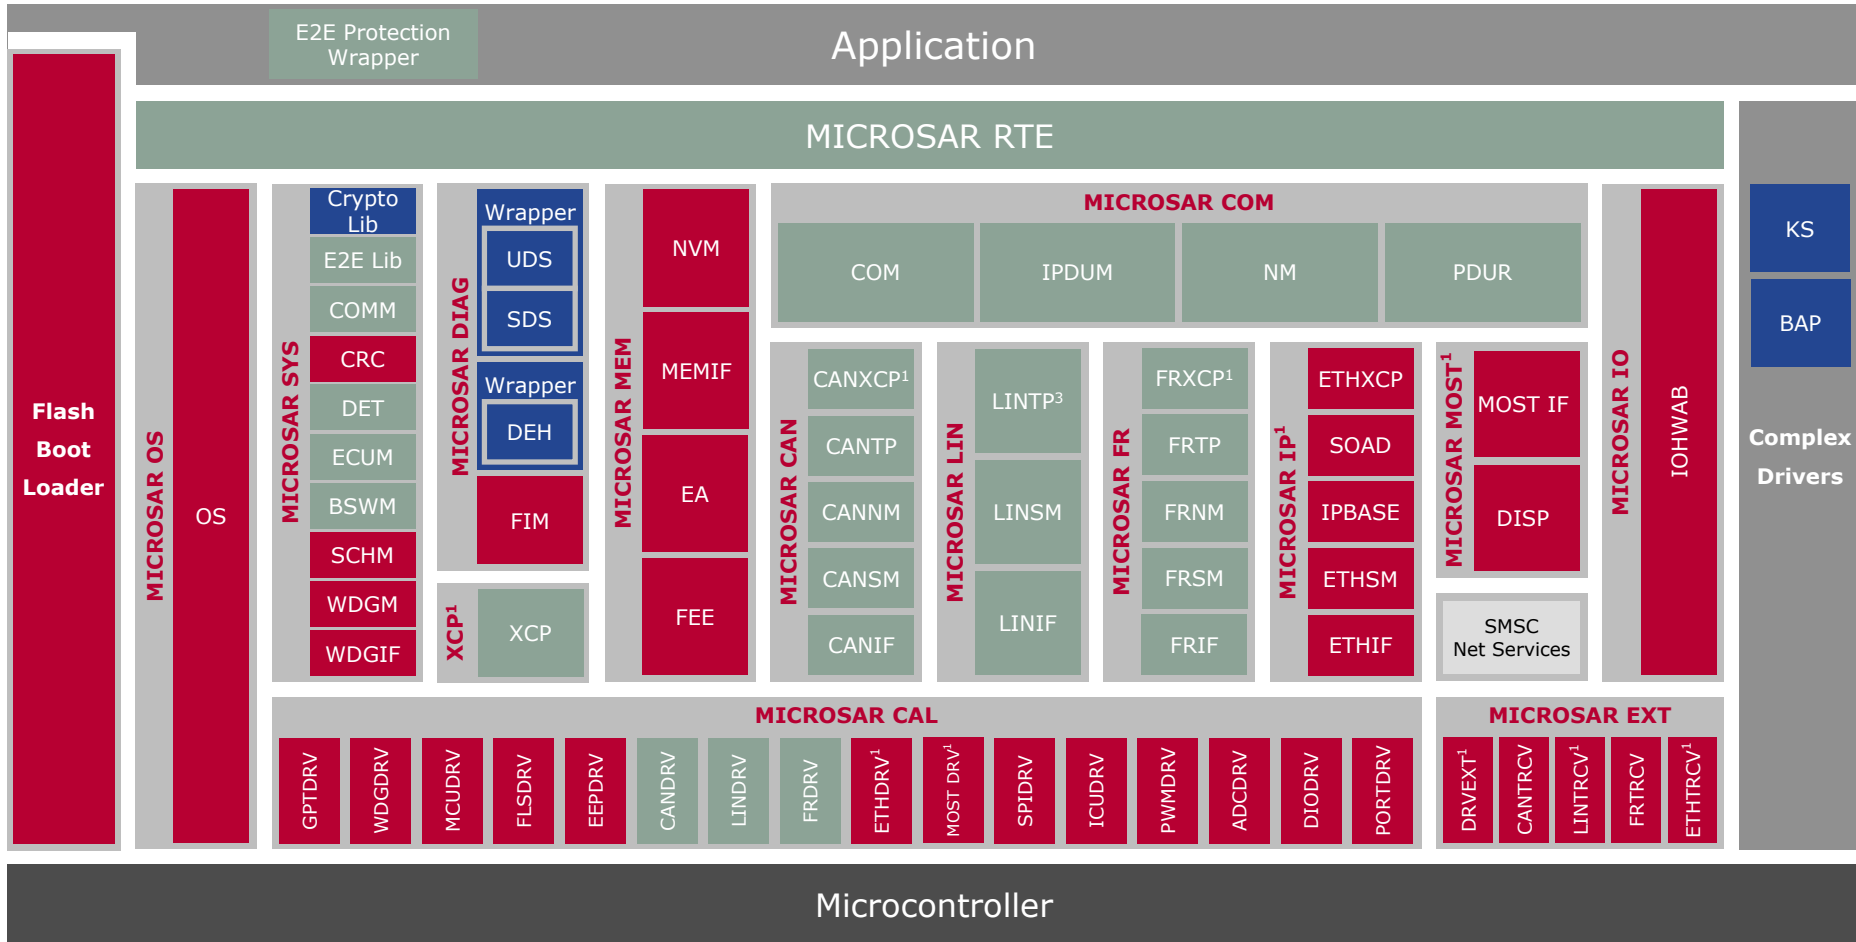 E2E Protection
Wrapper
Application
MICROSAR RTE
Flash
Boot
Loader
MICROSAR OS
OS
MICROSAR SYS
Crypto
Lib
E2E Lib
COMM
CRC
DET
ECUM
BSWM
SCHM
WDGM
WDGIF
MICROSAR DIAG
Wrapper
UDS
SDS
Wrapper
DEH
FIM
XCP¹
XCP
MICROSAR MEM
NVM
MEMIF
EA
FEE
MICROSAR COM
COM
IPDUM
NM
PDUR
MICROSAR CAN
CANXCP¹
CANTP
CANNM
CANSM
CANIF
MICROSAR LIN
LINTP³
LINSM
LINIF
MICROSAR FR
FRXCP¹
FRTP
FRNM
FRSM
FRIF
MICROSAR IP¹
ETHXCP
SOAD
IPBASE
ETHSM
ETHIF
MICROSAR MOST¹
MOST IF
DISP
SMSC
Net Services
MICROSAR IO
IOHWAB
KS
BAP
Complex
Drivers
MICROSAR CAL
GPTDRV
WDGDRV
MCUDRV
FLSDRV
EEPDRV
CANDRV
LINDRV
FRDRV
ETHDRV¹
MOST DRV¹
SPIDRV
ICUDRV
PWMDRV
ADCDRV
DIODRV
PORTDRV
MICROSAR EXT
DRVEXT¹
CANTRCV
LINTRCV¹
FRTRCV
ETHTRCV¹
Microcontroller